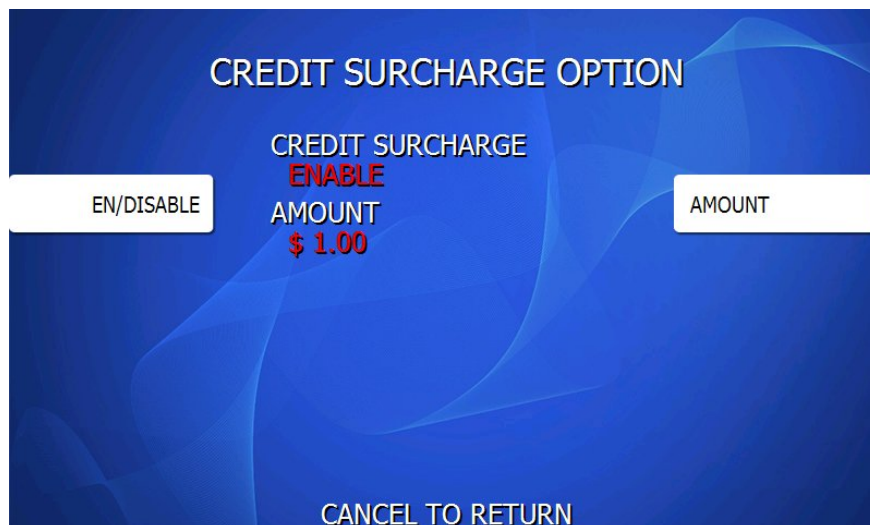 CREDIT SURCHARGE OPTION
CREDIT SURCHARGE
ENABLE
EN/DISABLE
AMOUNT
AMOUNT
$ 1.00
CANCEL TO RETURN